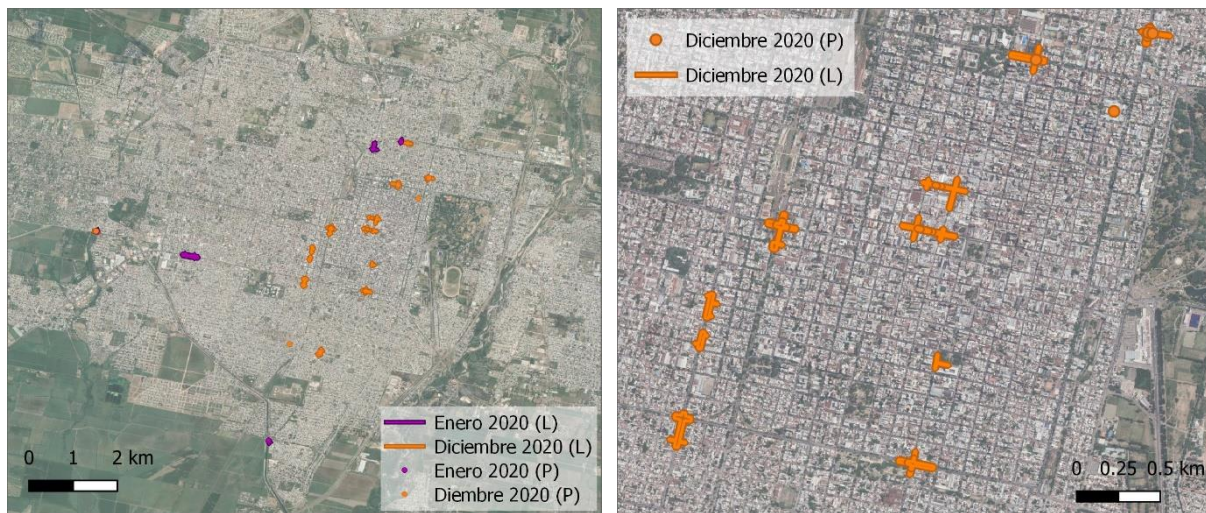 Enero 2020 (L)
Diciembre 2020 (L)
Enero 2020 (P)
Diembre 2020 (P)
0 1 2 km
Diciembre 2020 (P)
Diciembre 2020 (L)
0 0.25 0.5 km